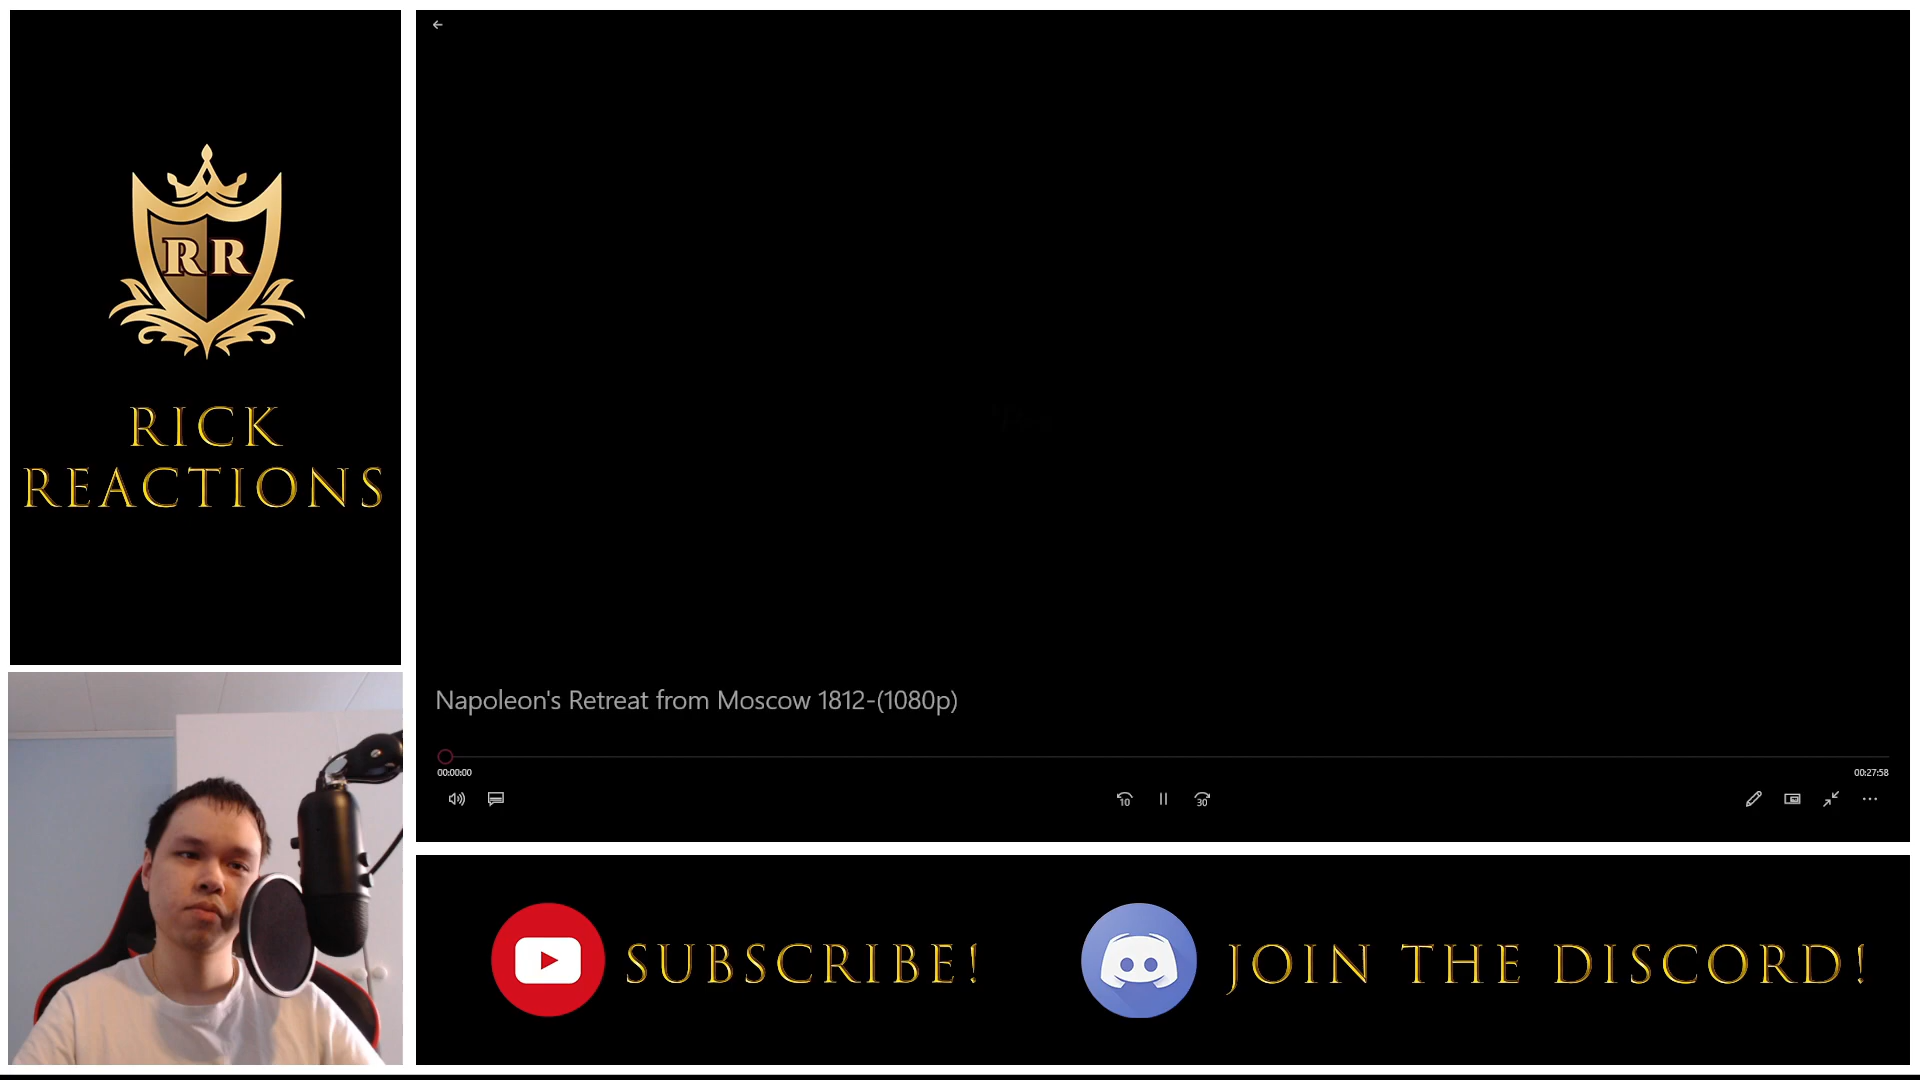 RR
RICK
REACTIONS
Napoleon's Retreat from Moscow 1812-(1080p)
00:00:00
00:27:58
10
30
SUBSCRIBE!
JOIN THE DISCORD!